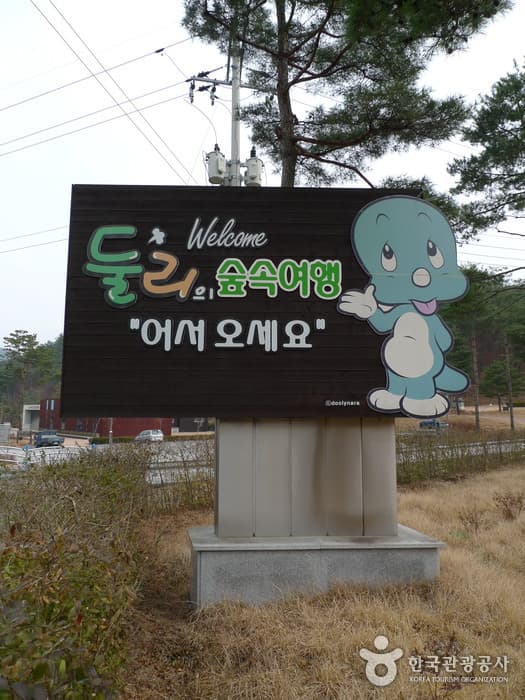 Welcome
둘리의 숲속여행
"어서 오세요"
©doolynara
한국관광공사
KOREA TOURISM ORGANIZATION